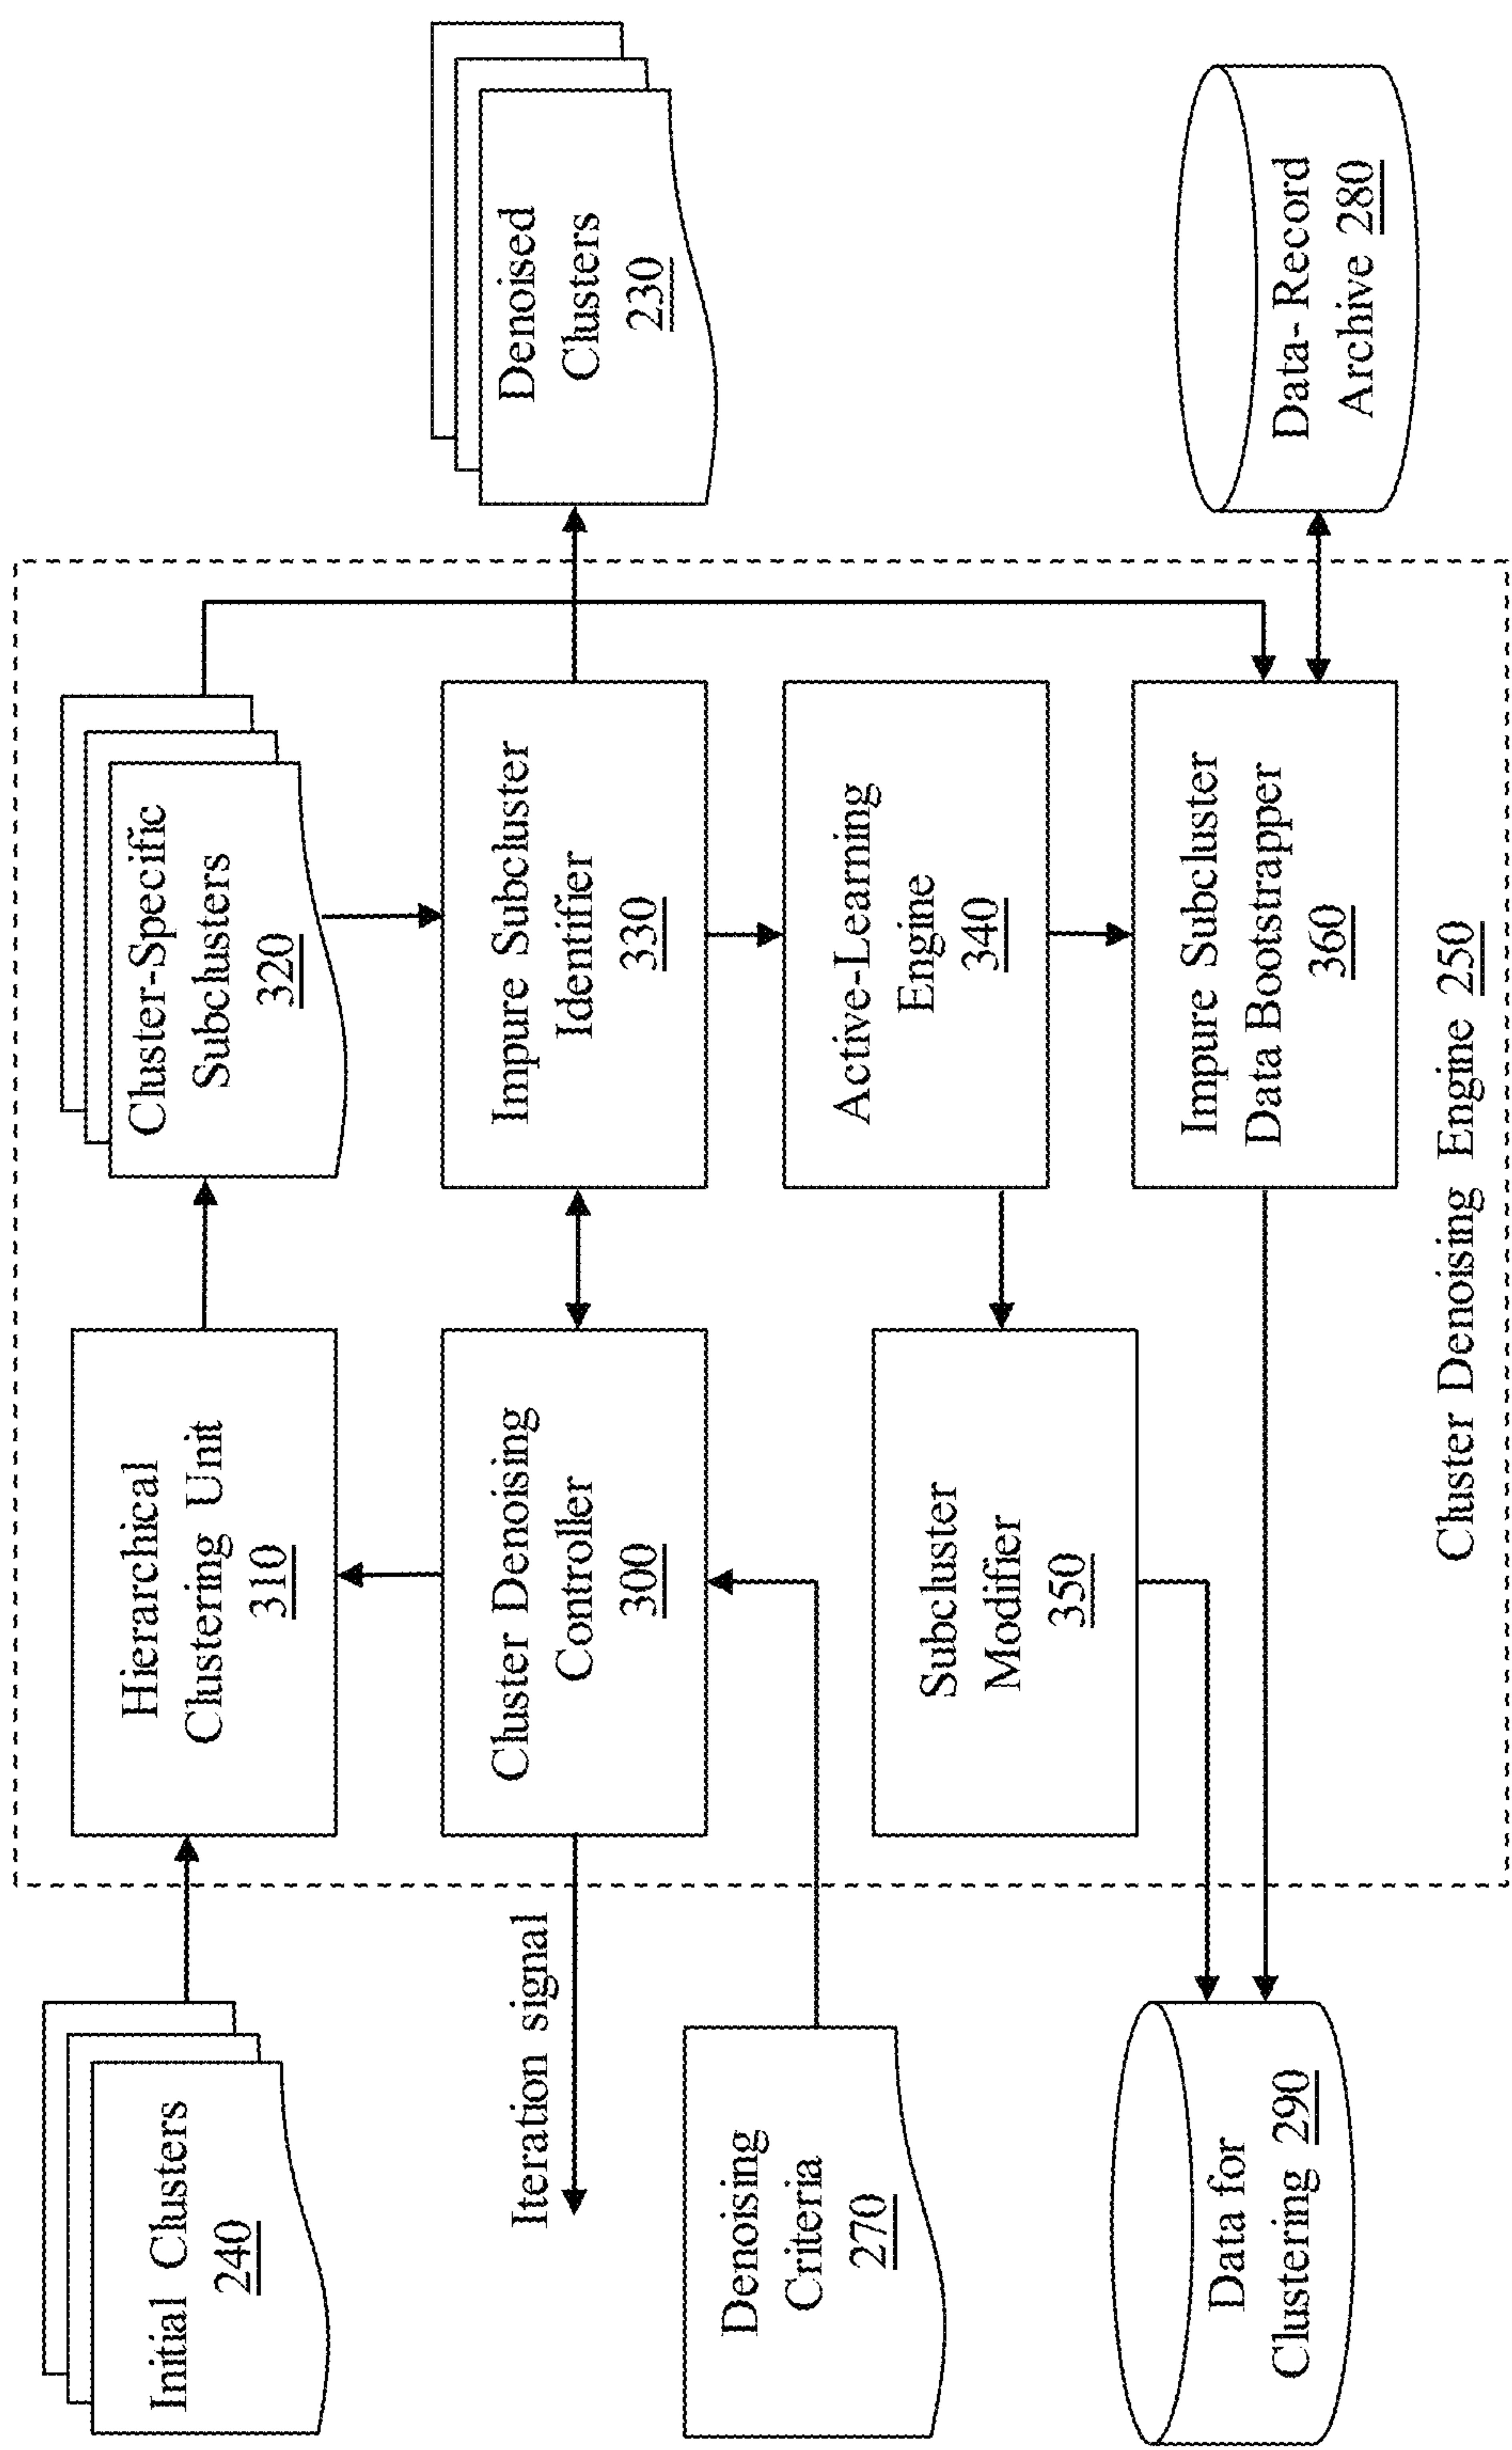 Initial Clusters
240
Hierarchical
Clustering Unit
310
Cluster-Specific
Subclusters
320
Iteration signal
Cluster Denoising
Controller
300
Impure Subcluster
Identifier
330
Denoised
Clusters
230
Denoising
Criteria
270
Subcluster
Modifier
350
Active-Learning
Engine
340
Data for
Clustering 290
Impure Subcluster
Data Bootstrapper
360
Data- Record
Archive 280
Cluster Denoising Engine 250